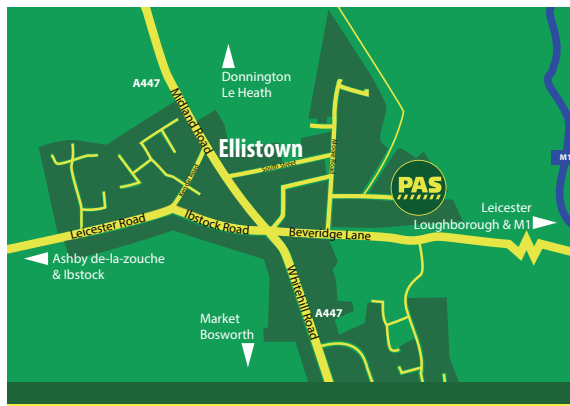 A447
Donnington
Le Heath
Midland Road
Ellistown
South Street
PAS
M1
Leicester
Loughborough & M1
Leicester Road
Ibstock Road
Beveridge Lane
Ashby de-la-zouche
& Ibstock
Whitehill Road
A447
Market
Bosworth